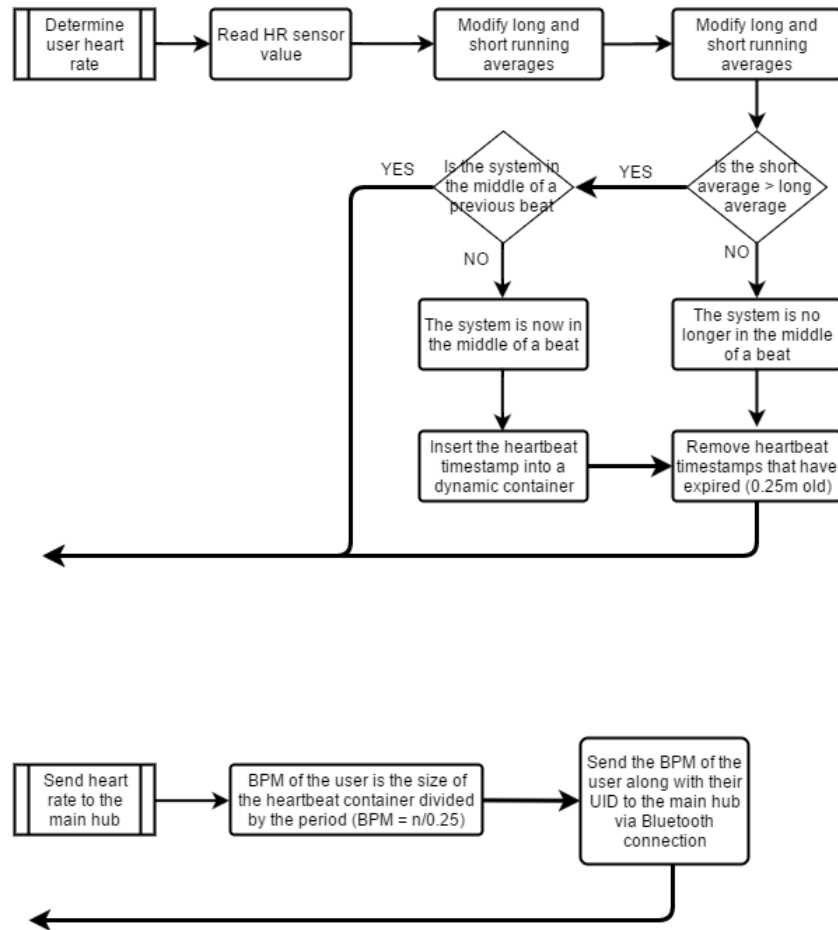 Determine
user heart
rate
Read HR sensor
value
Modify long and
short running
averages
Modify long and
short running
averages
Is the short
average > long
average
YES
Is the system in
the middle of a
previous beat
YES
NO
NO
The system is now in
the middle of a beat
The system is no
longer in the middle
of a beat
Insert the heartbeat
timestamp into a
dynamic container
Remove heartbeat
timestamps that have
expired (0.25m old)
Send heart
rate to the
main hub
BPM of the user is the size of
the heartbeat container divided
by the period (BPM = n/0.25)
Send the BPM of the
user along with their
UID to the main hub
via Bluetooth
connection